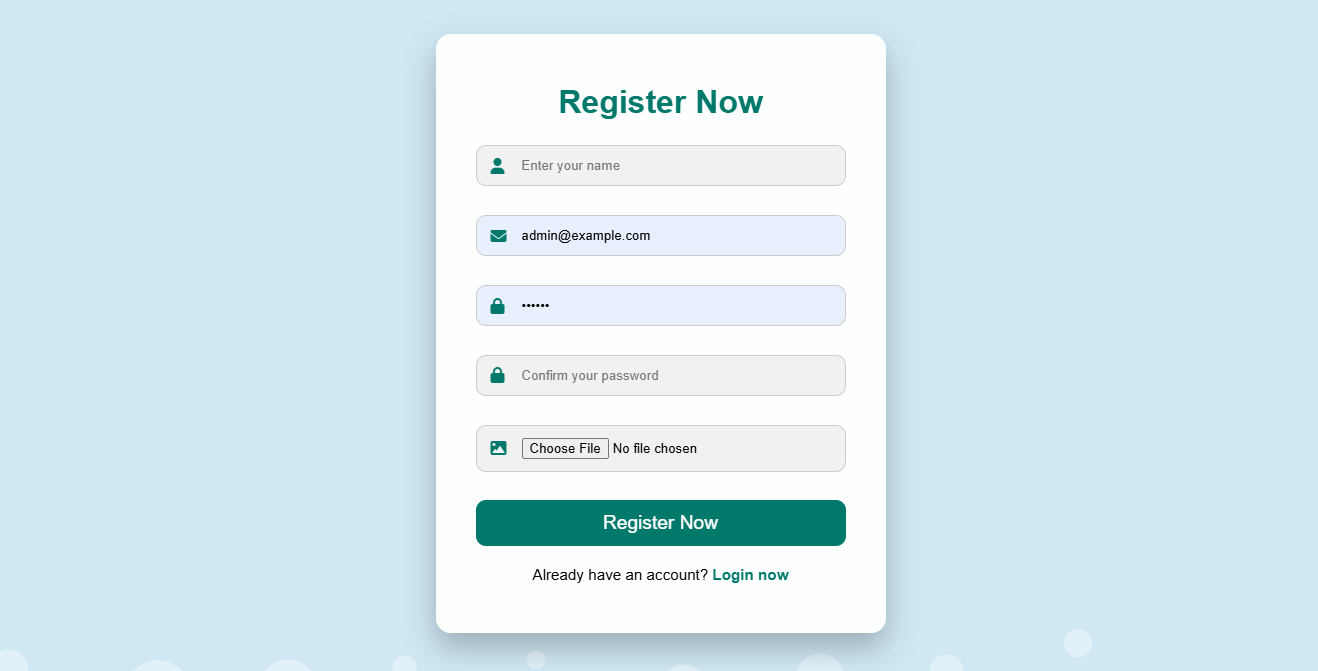 Register Now
Enter your name
admin@example.com
••••••
Confirm your password
Choose File No file chosen
Register Now
Already have an account? Login now